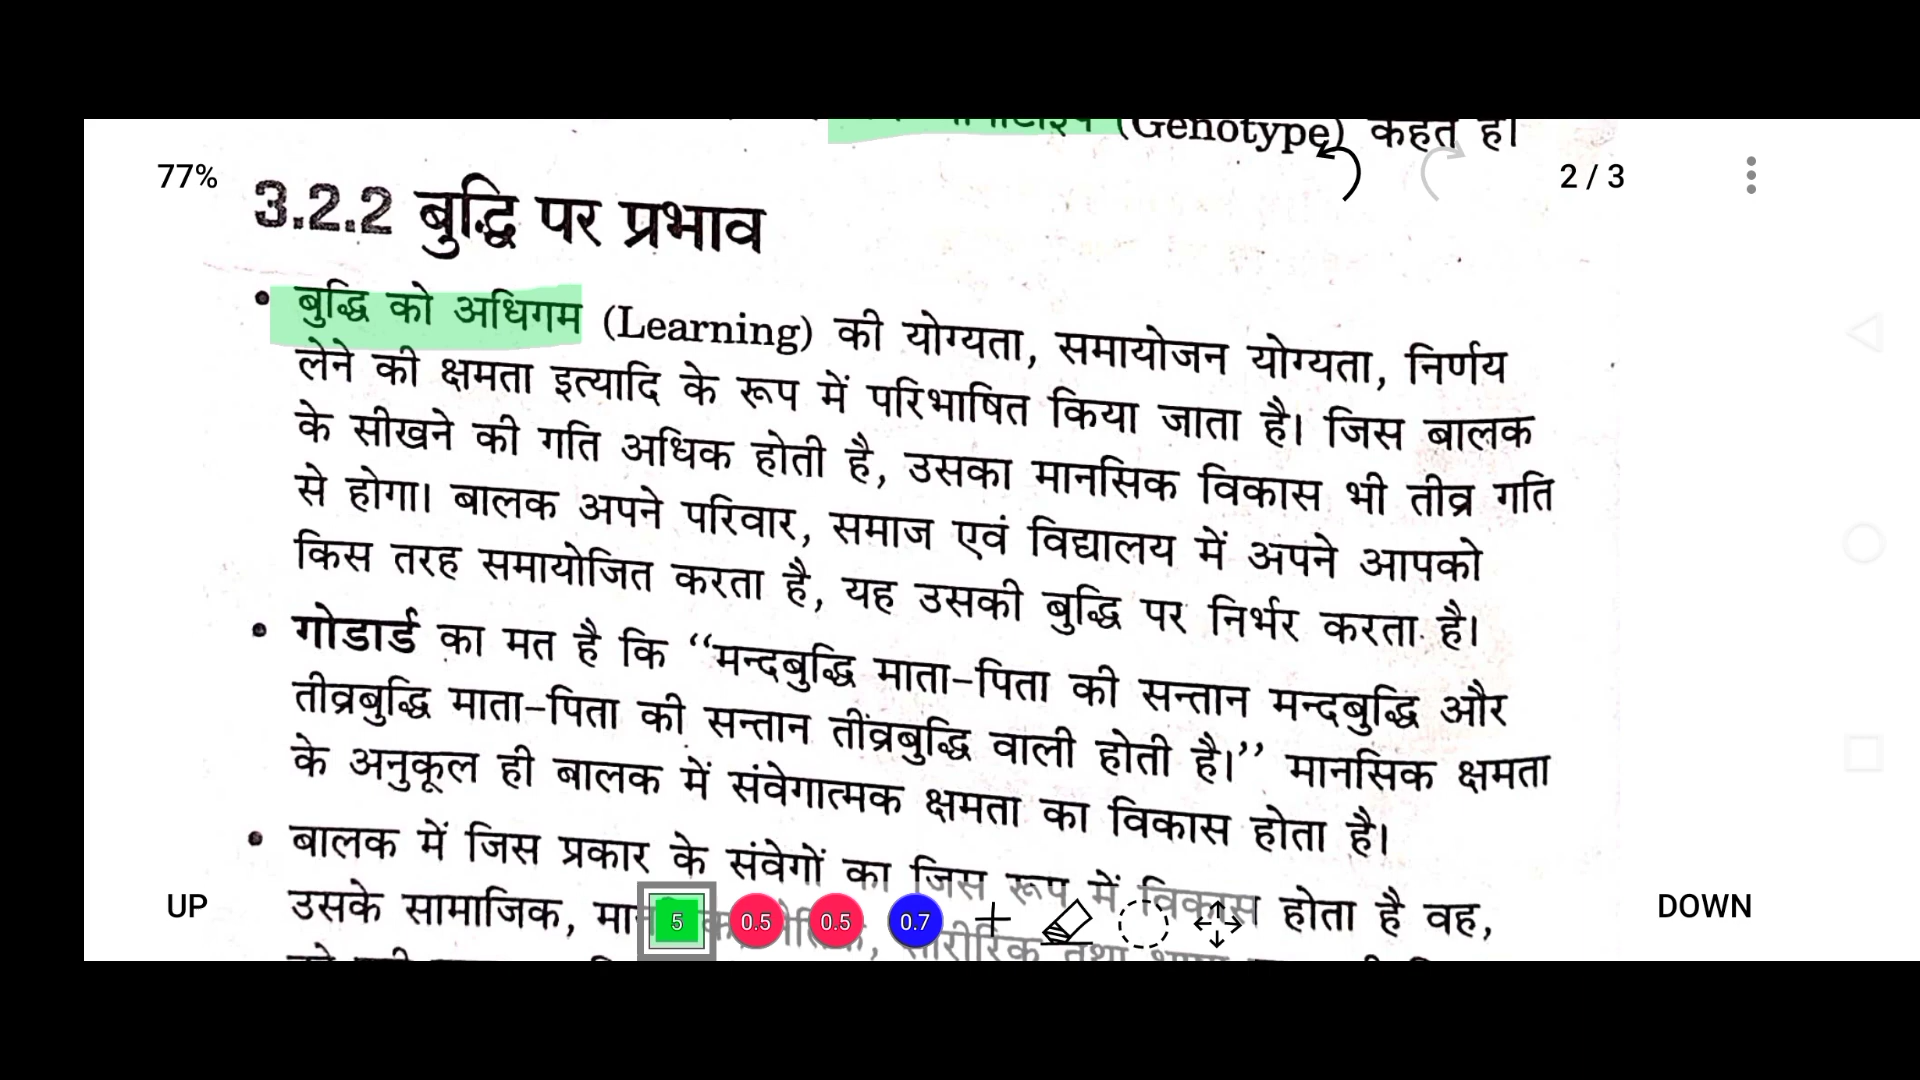 (Genotype) कहते हैं।
77%
2 / 3
3.2.2 बुद्धि पर प्रभाव
• बुद्धि को अधिगम (Learning) की योग्यता, समायोजन योग्यता, निर्णय
लेने की क्षमता इत्यादि के रूप में परिभाषित किया जाता है। जिस बालक
के सीखने की गति अधिक होती है, उसका मानसिक विकास भी तीव्र गति
से होगा। बालक अपने परिवार, समाज एवं विद्यालय में अपने आपको
किस तरह समायोजित करता है, यह उसकी बुद्धि पर निर्भर करता है।
• गोडार्ड का मत है कि “मन्दबुद्धि माता-पिता की सन्तान मन्दबुद्धि और
तीव्रबुद्धि माता-पिता की सन्तान तीव्रबुद्धि वाली होती है।” मानसिक क्षमता
के अनुकूल ही बालक में संवेगात्मक क्षमता का विकास होता है।
• बालक में जिस प्रकार के संवेगों का जिस रूप में विकास होता है वह,
उसके सामाजिक, शारीरिक तथा
UP
5
0.5
0.5
0.7
DOWN